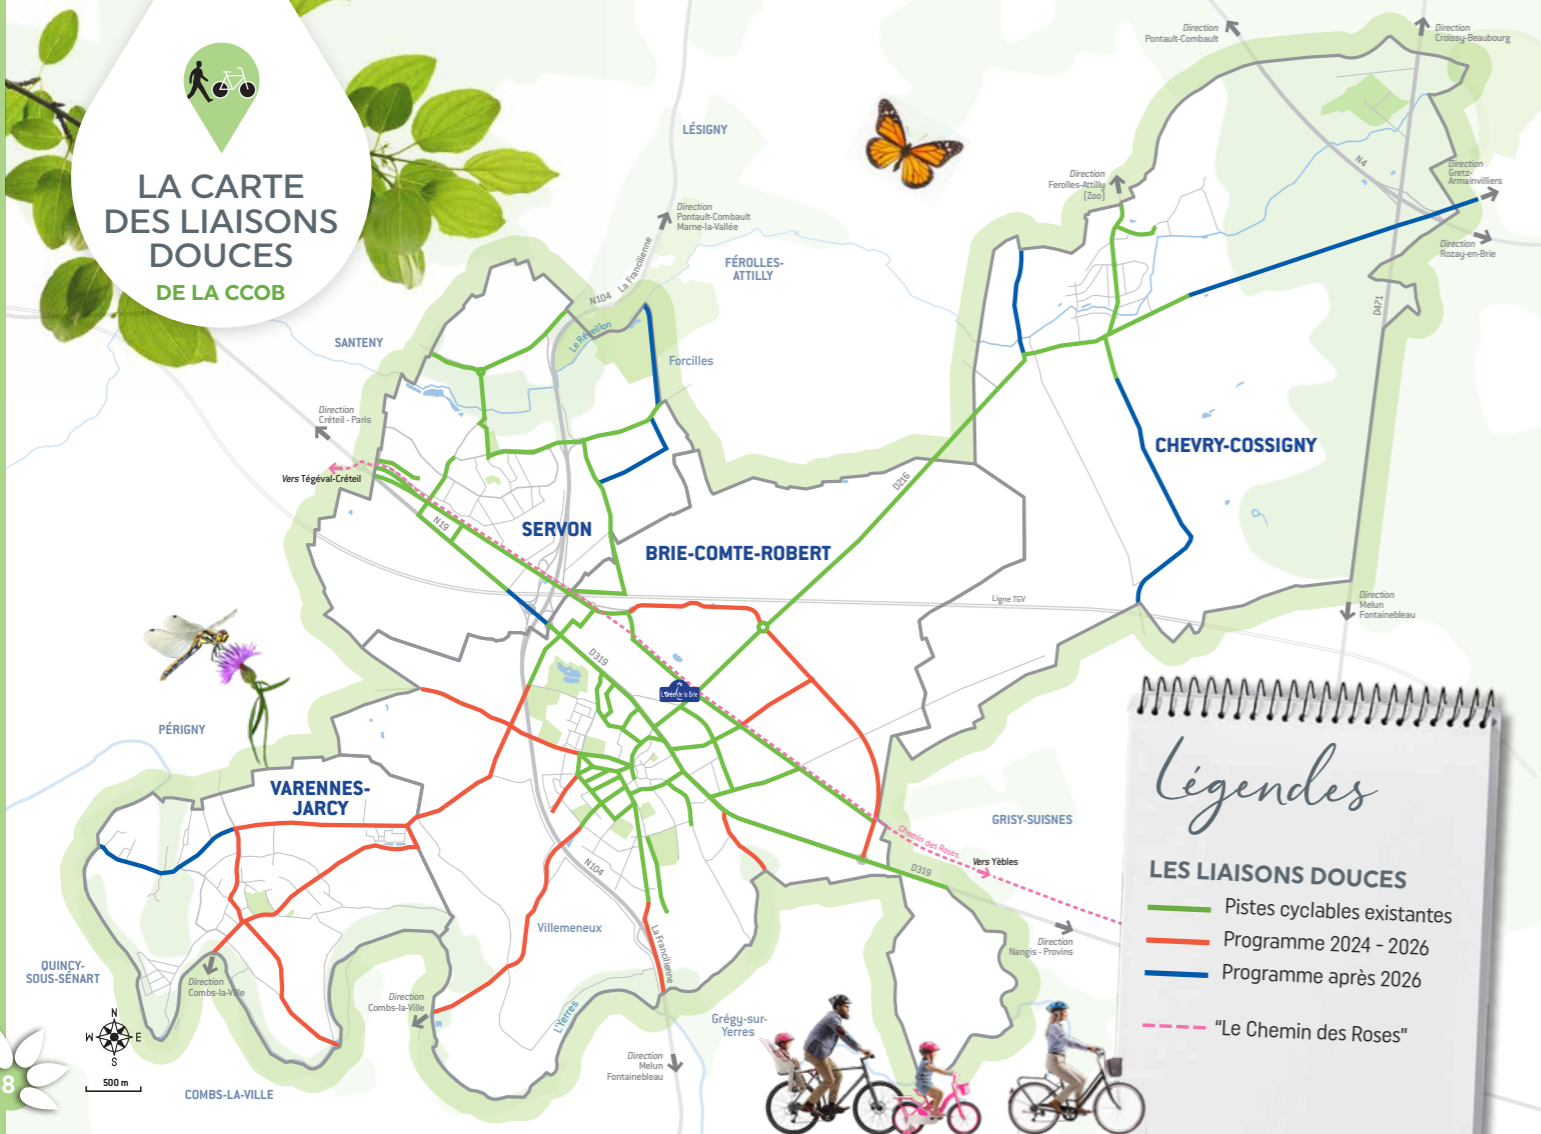 LA CARTE
DES LIAISONS
DOUCES
DE LA CCOB
Direction
Pontault-Combault
Direction
Croissy-Beaubourg
LÉSIGNY
N4
Direction
Gretz-
Armainvilliers
Direction
Ferolles-Attilly
(Zoo)
Direction
Pontault-Combault
Marne-la-Vallée
La Francilienne
N104
Direction
Rozay-en-Brie
FÉROLLES-
ATTILLY
D471
Le Réveillon
SANTENY
Forcilles
Direction
Créteil - Paris
CHEVRY-COSSIGNY
Vers Tégéval-Créteil
D216
N19
SERVON
BRIE-COMTE-ROBERT
Ligne TGV
Direction
Melun
Fontainebleau
D319
L'Orée de la Brie
PÉRIGNY
VARENNES-
JARCY
GRISY-SUISNES
Chemin des Roses
Vers Yèbles
D319
N104
Villemeneux
La Francilienne
Direction
Nangis - Provins
QUINCY-
SOUS-SÉNART
Direction
Combs-la-Ville
Direction
Combs-la-Ville
L'Yerres
Grégy-sur-
Yerres
N
W E
S
500 m
Direction
Melun
Fontainebleau
COMBS-LA-VILLE
8
Légendes
LES LIAISONS DOUCES
Pistes cyclables existantes
Programme 2024 - 2026
Programme après 2026
"Le Chemin des Roses"